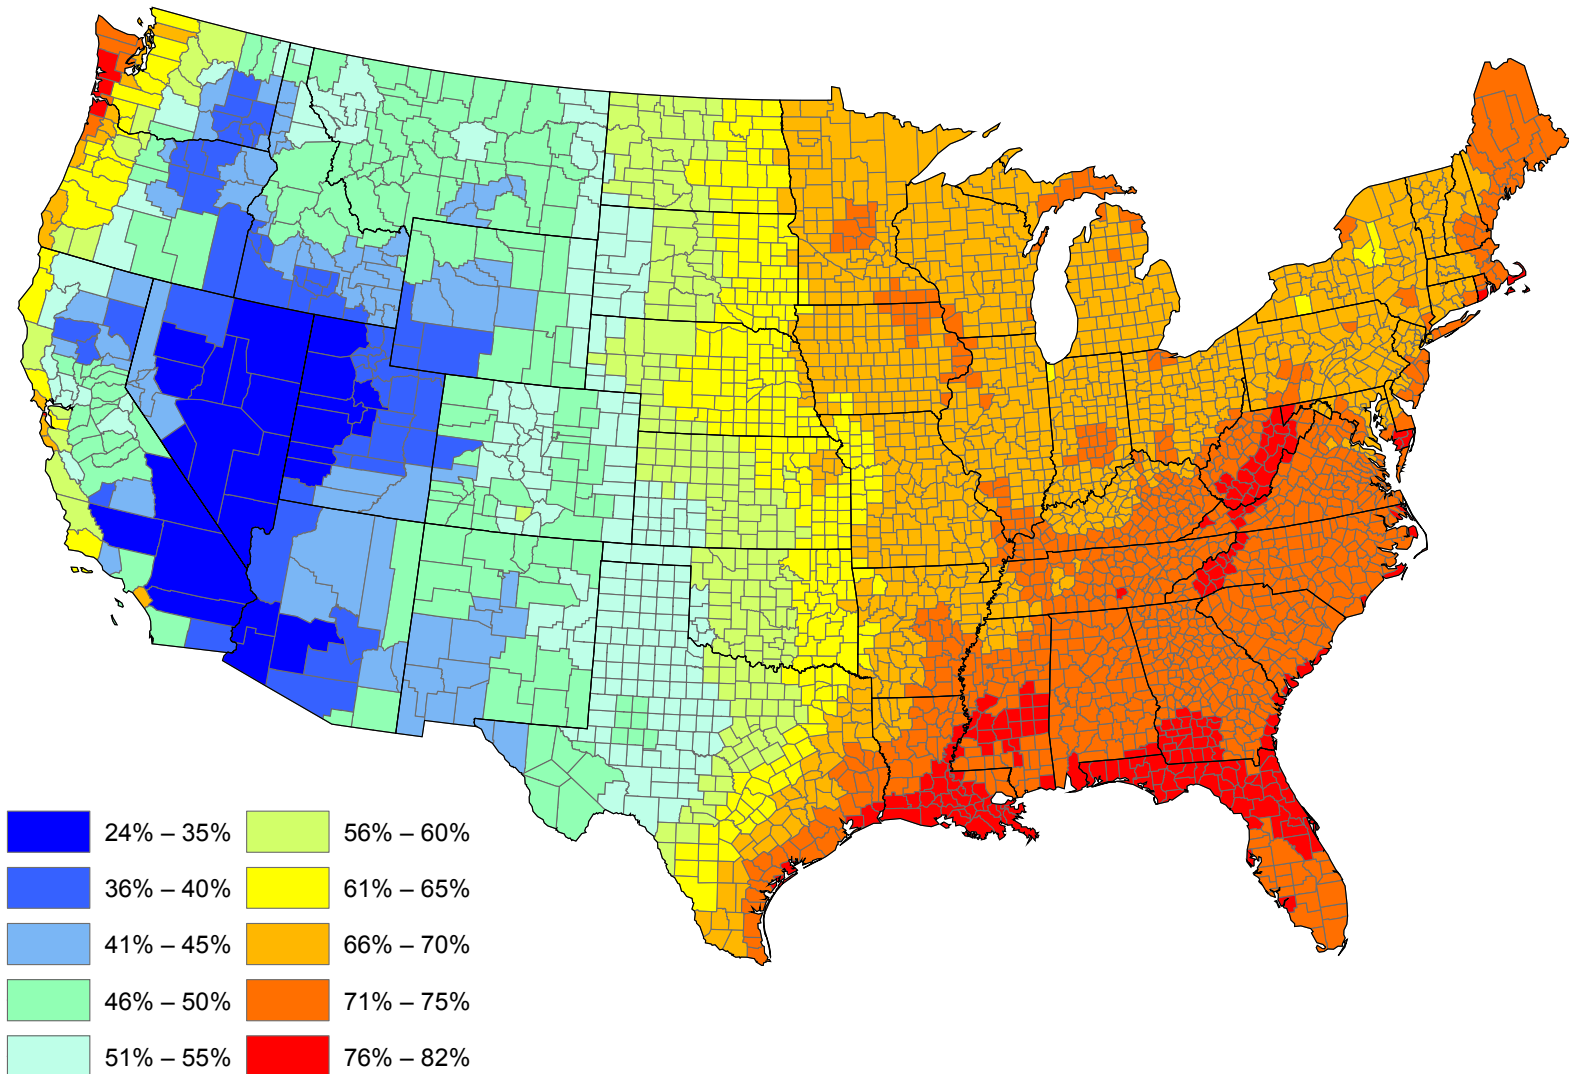 24% – 35%
36% – 40%
41% – 45%
46% – 50%
51% – 55%
56% – 60%
61% – 65%
66% – 70%
71% – 75%
76% – 82%